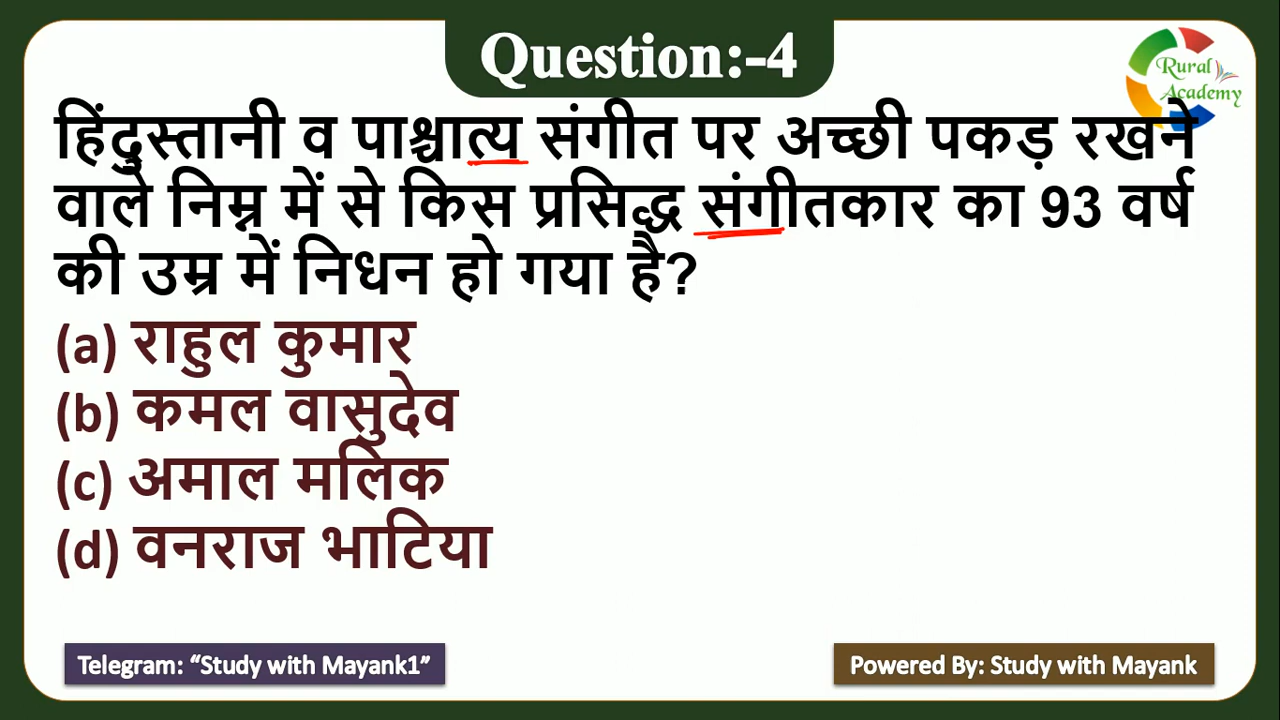 Question:-4
Rural
Academy
हिंदुस्तानी व पाश्चात्य संगीत पर अच्छी पकड़ रखने
वाले निम्न में से किस प्रसिद्ध संगीतकार का 93 वर्ष
की उम्र में निधन हो गया है?
(a) राहुल कुमार
(b) कमल वासुदेव
(c) अमाल मलिक
(d) वनराज भाटिया
Telegram: “Study with Mayank1”
Powered By: Study with Mayank